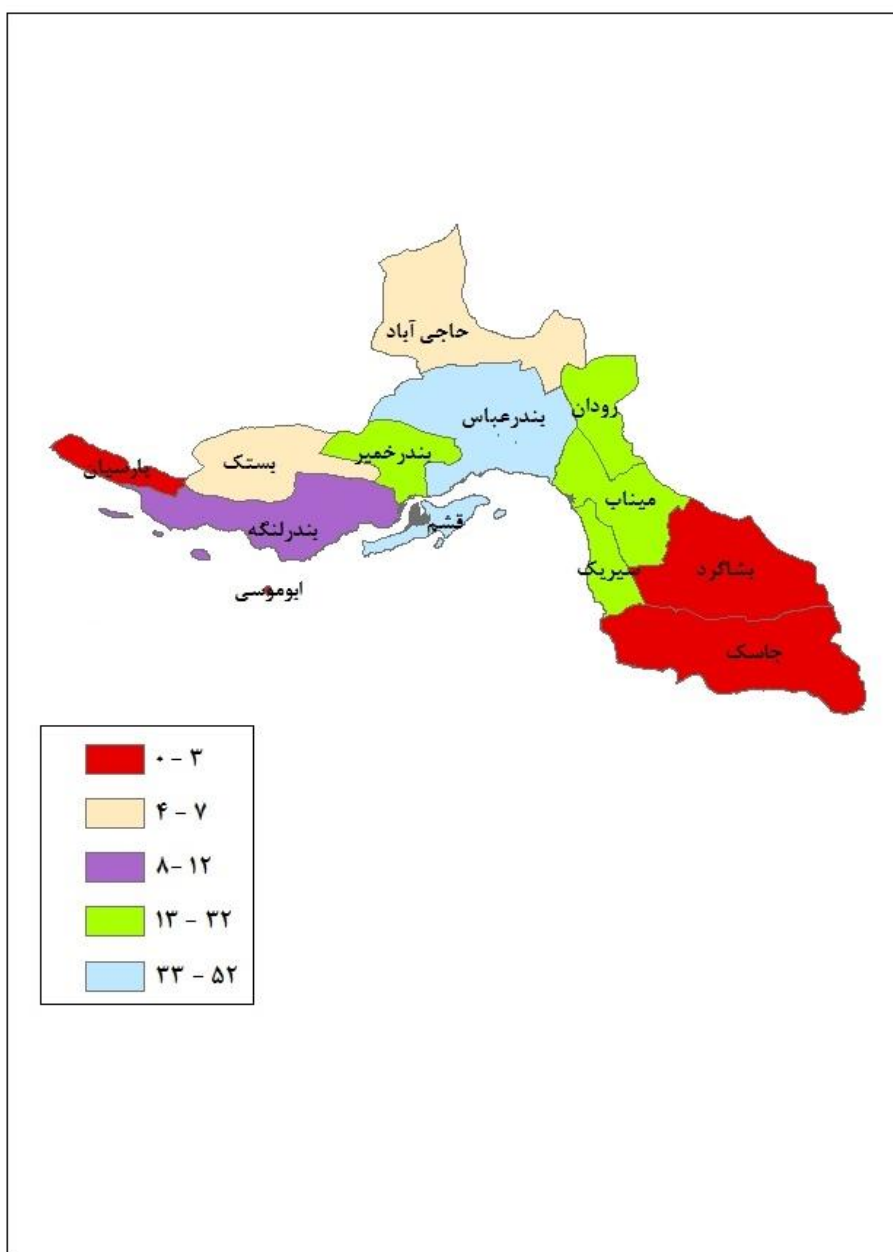 حاجی آباد
رودان
بندرعباس
بندرخمیر
بستک
پارسیان
میناب
بندرلنگه
قشم
سیریک
بشاگرد
ابوموسی
جاسک
۰ - ۳
۴ - ۷
۸ - ۱۲
۱۳ - ۳۲
۳۳ - ۵۲